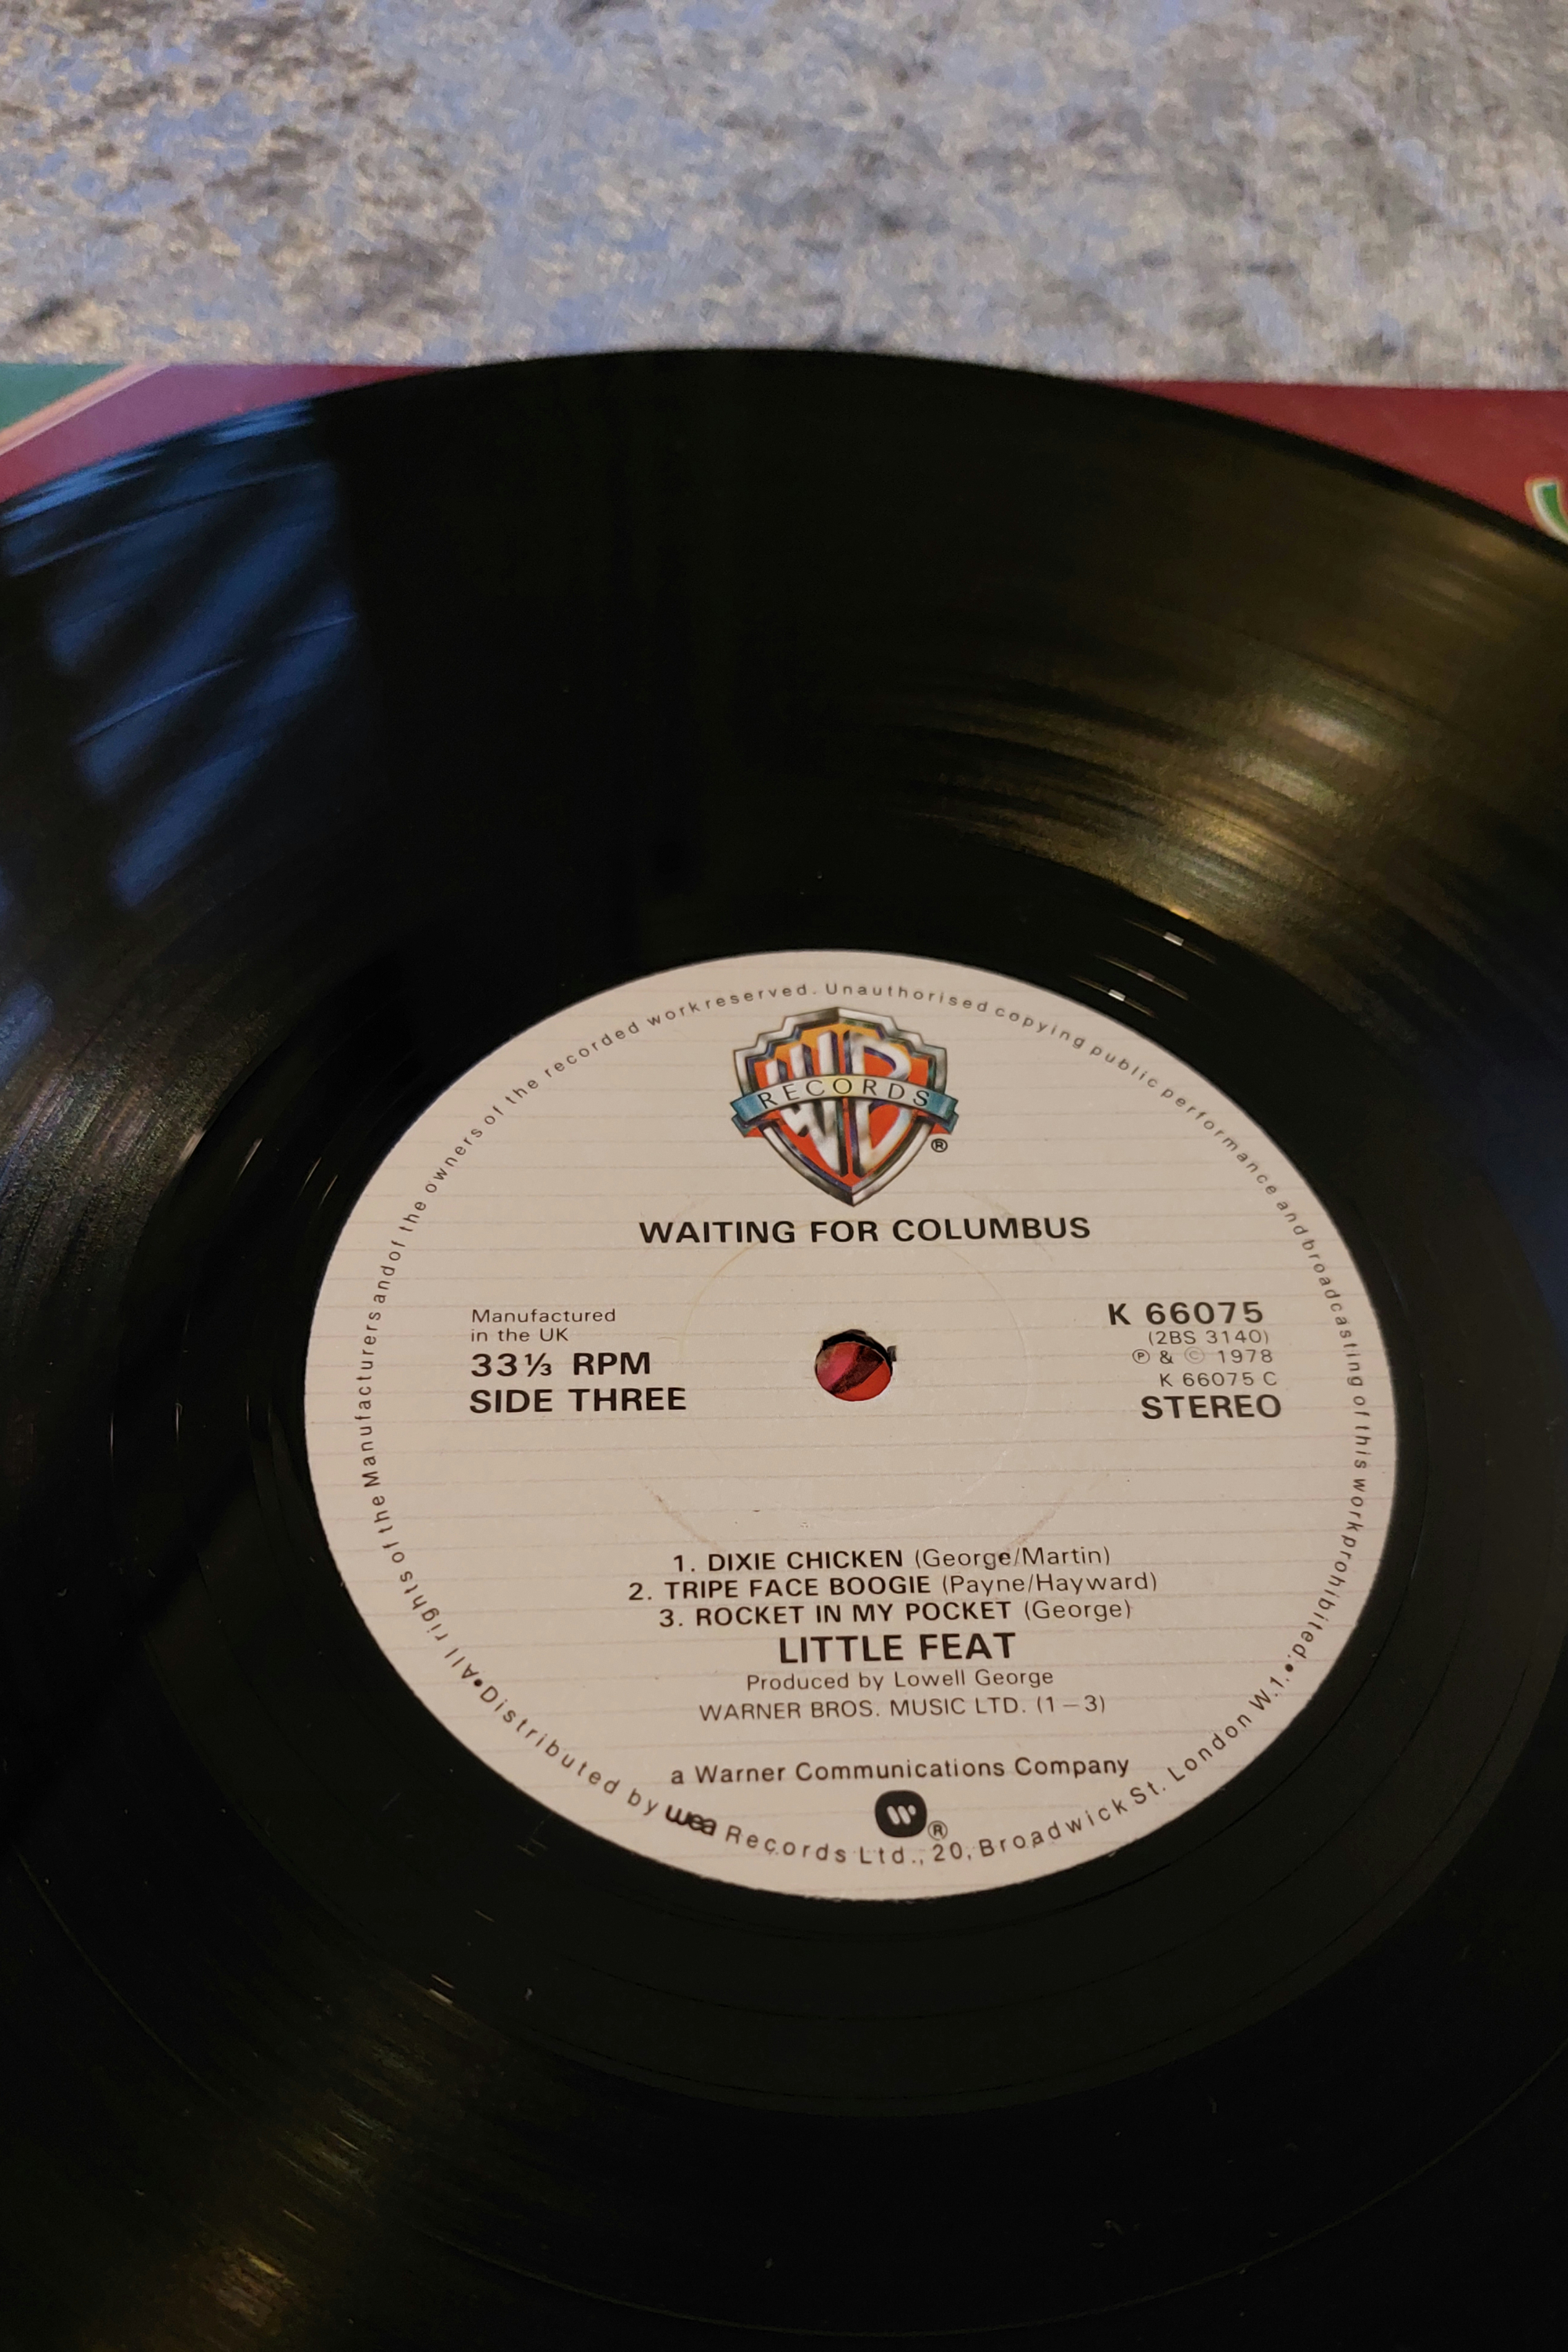 All rights of the Manufacturers and of the owners of the recorded work reserved. Unauthorised copying public performance and broadcasting of this work prohibited.
WB
RECORDS
®
WAITING FOR COLUMBUS
Manufactured
in the UK
33⅓ RPM
SIDE THREE
K 66075
(2BS 3140)
℗ & © 1978
K 66075 C
STEREO
1. DIXIE CHICKEN (George/Martin)
2. TRIPE FACE BOOGIE (Payne/Hayward)
3. ROCKET IN MY POCKET (George)
LITTLE FEAT
Produced by Lowell George
WARNER BROS. MUSIC LTD. (1 – 3)
a Warner Communications Company
®
• Distributed by wea Records Ltd., 20, Broadwick St. London W.1. •